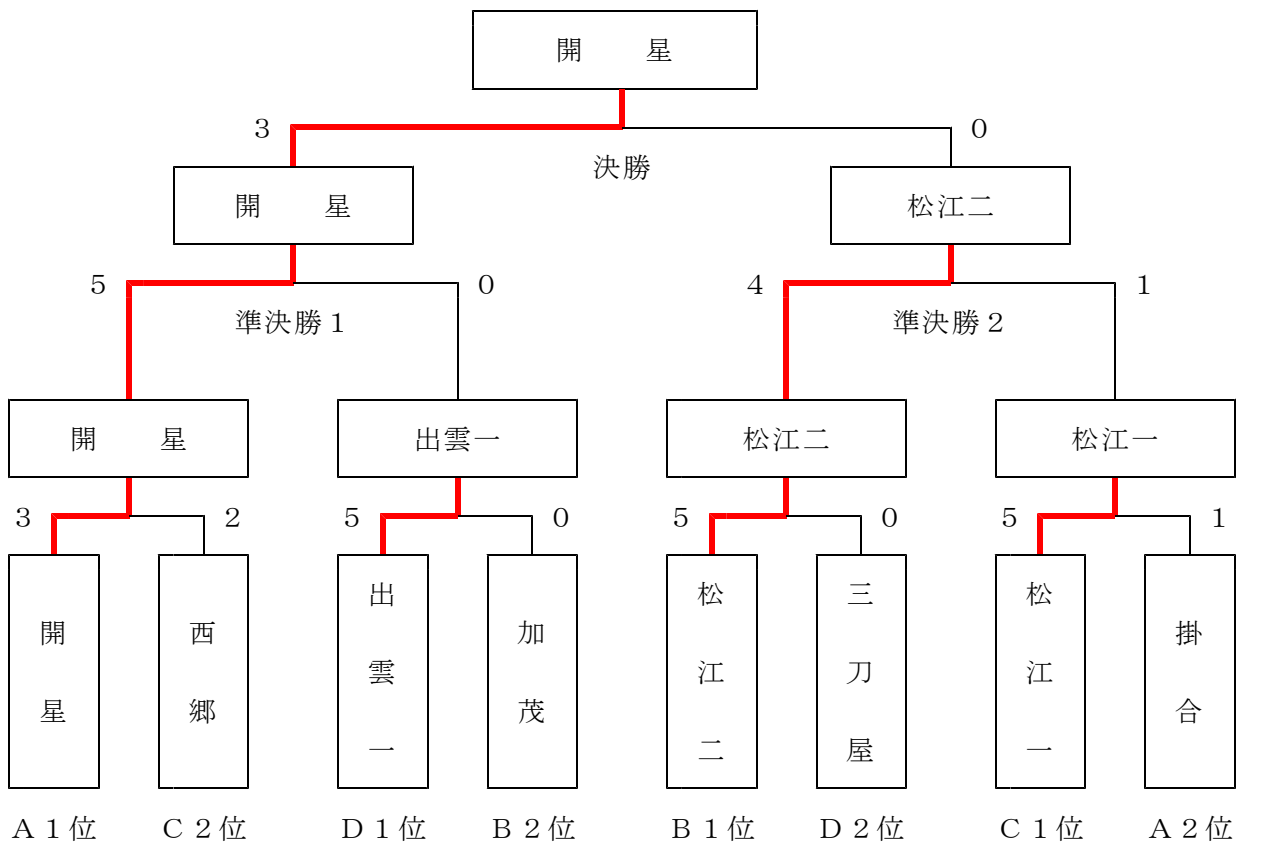 開　　星
３
０
決勝
開　　星
松江二
５
０
４
１
準決勝１
準決勝２
開　　星
出雲一
松江二
松江一
３
２
５
０
５
０
５
１
開星
西郷
出雲一
加茂
松江二
三刀屋
松江一
掛合
Ａ１位
Ｃ２位
Ｄ１位
Ｂ２位
Ｂ１位
Ｄ２位
Ｃ１位
Ａ２位